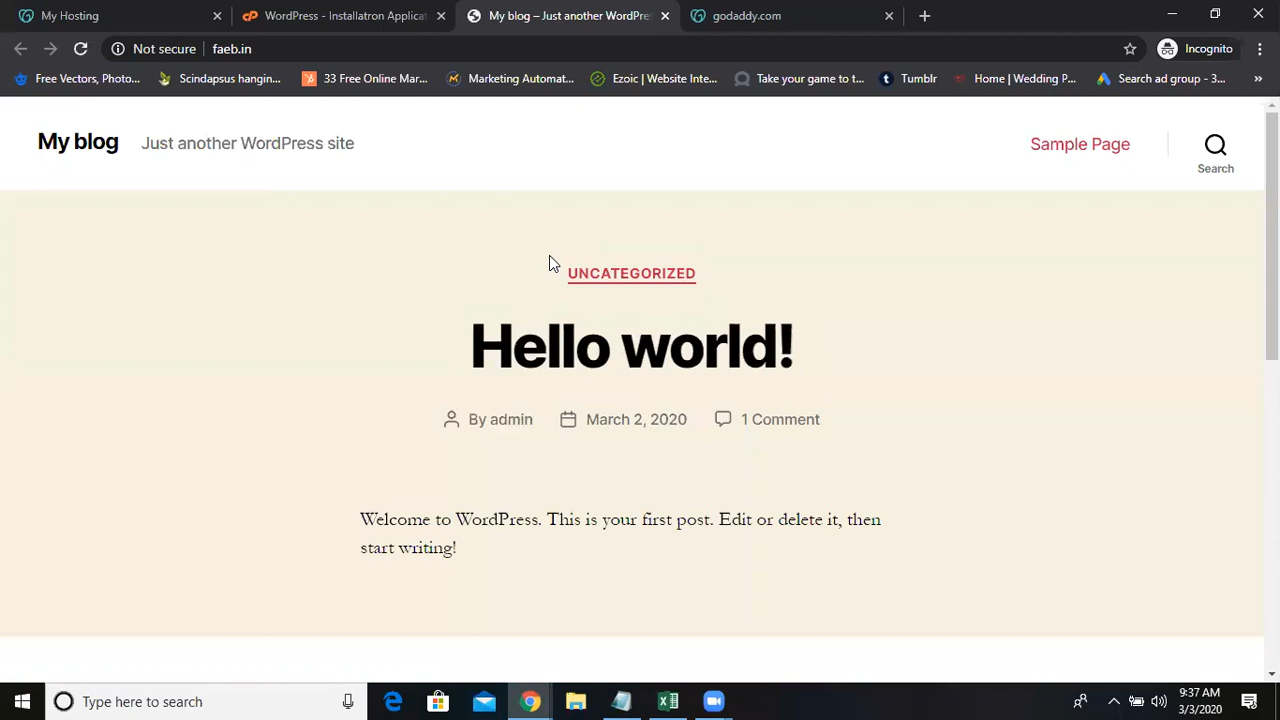 My Hosting
WordPress - Installatron Applicat
My blog – Just another WordPre
godaddy.com
Not secure
faeb.in
Incognito
Free Vectors, Photo...
Scindapsus hangin...
33 Free Online Mar...
Marketing Automat...
Ezoic | Website Inte...
Take your game to t...
Tumblr
Home | Wedding P...
Search ad group - 3...
My blog
Just another WordPress site
Sample Page
Search
UNCATEGORIZED
Hello world!
By admin
March 2, 2020
1 Comment
Welcome to WordPress. This is your first post. Edit or delete it, then
start writing!
Type here to search
9:37 AM
3/3/2020